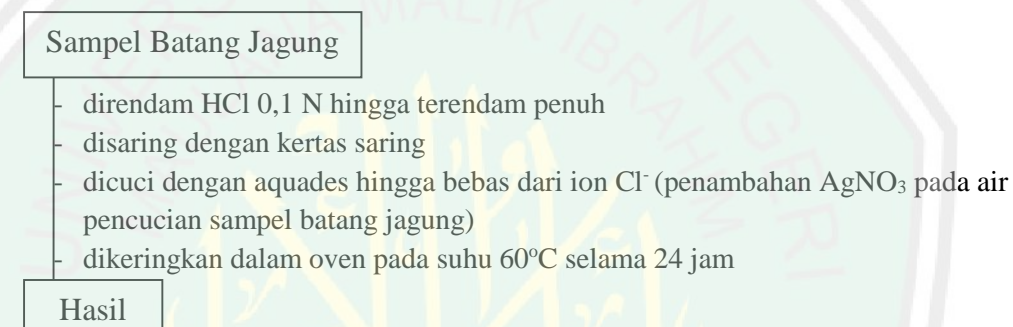 Sampel Batang Jagung
- direndam HCl 0,1 N hingga terendam penuh
- disaring dengan kertas saring
- dicuci dengan aquades hingga bebas dari ion Cl⁻ (penambahan AgNO₃ pada air
pencucian sampel batang jagung)
- dikeringkan dalam oven pada suhu 60°C selama 24 jam
Hasil